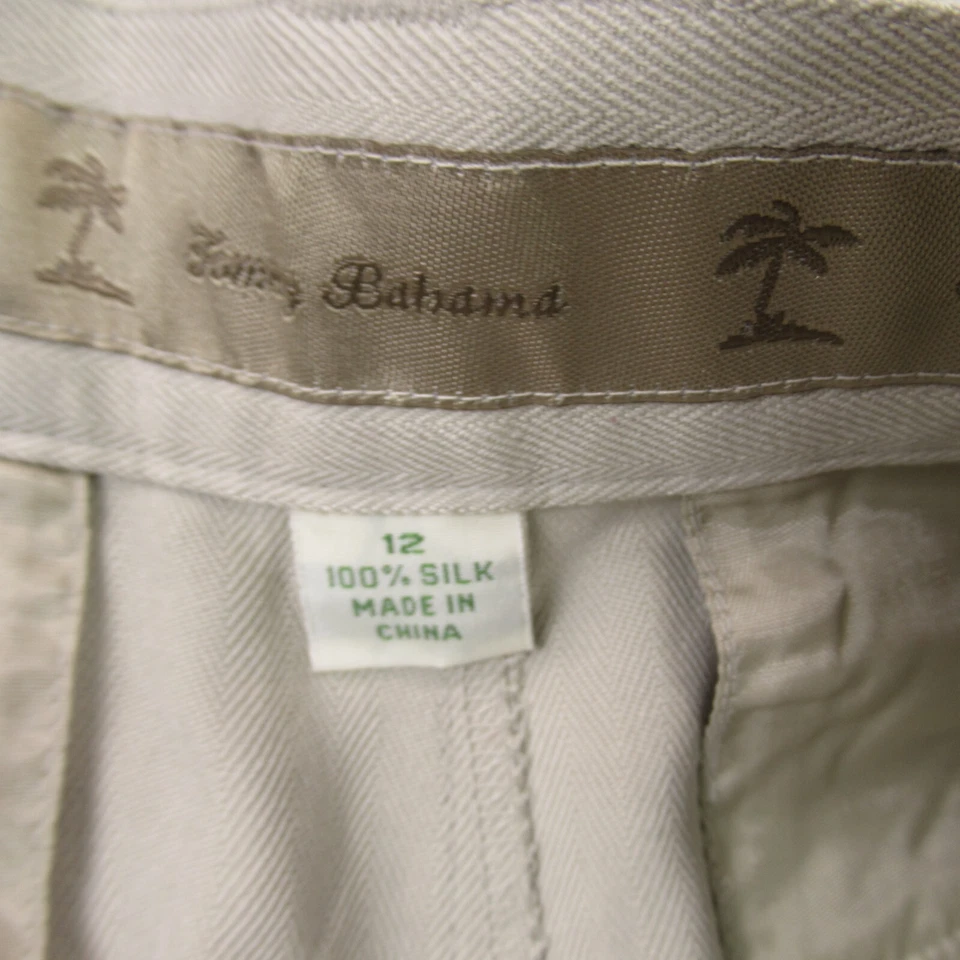 Tommy Bahama
12
100% SILK
MADE IN
CHINA